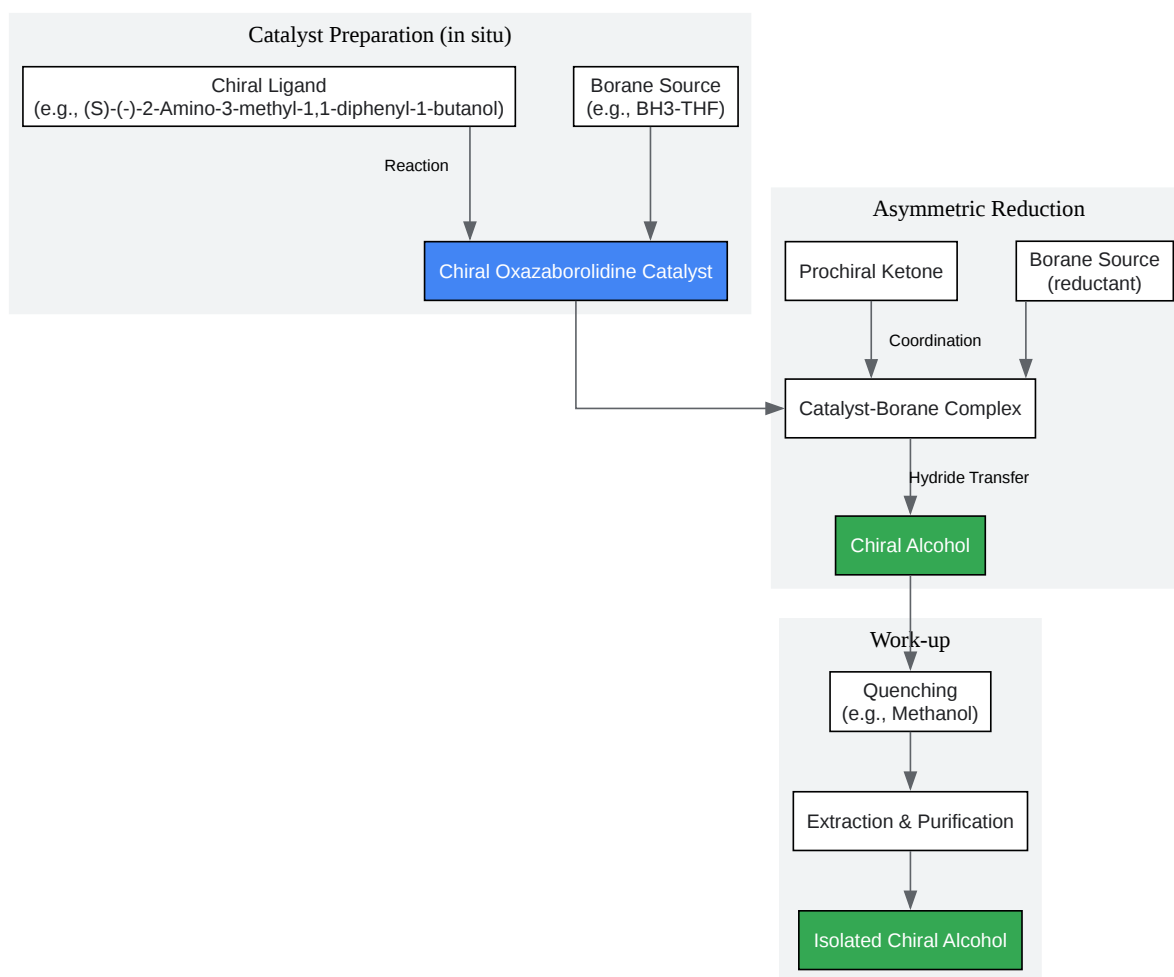 Catalyst Preparation (in situ)
Chiral Ligand
(e.g., (S)-(-)-2-Amino-3-methyl-1,1-diphenyl-1-butanol)
Borane Source
(e.g., BH3-THF)
Reaction
Chiral Oxazaborolidine Catalyst
Asymmetric Reduction
Prochiral Ketone
Borane Source
(reductant)
Coordination
Catalyst-Borane Complex
Hydride Transfer
Chiral Alcohol
Work-up
Quenching
(e.g., Methanol)
Extraction & Purification
Isolated Chiral Alcohol